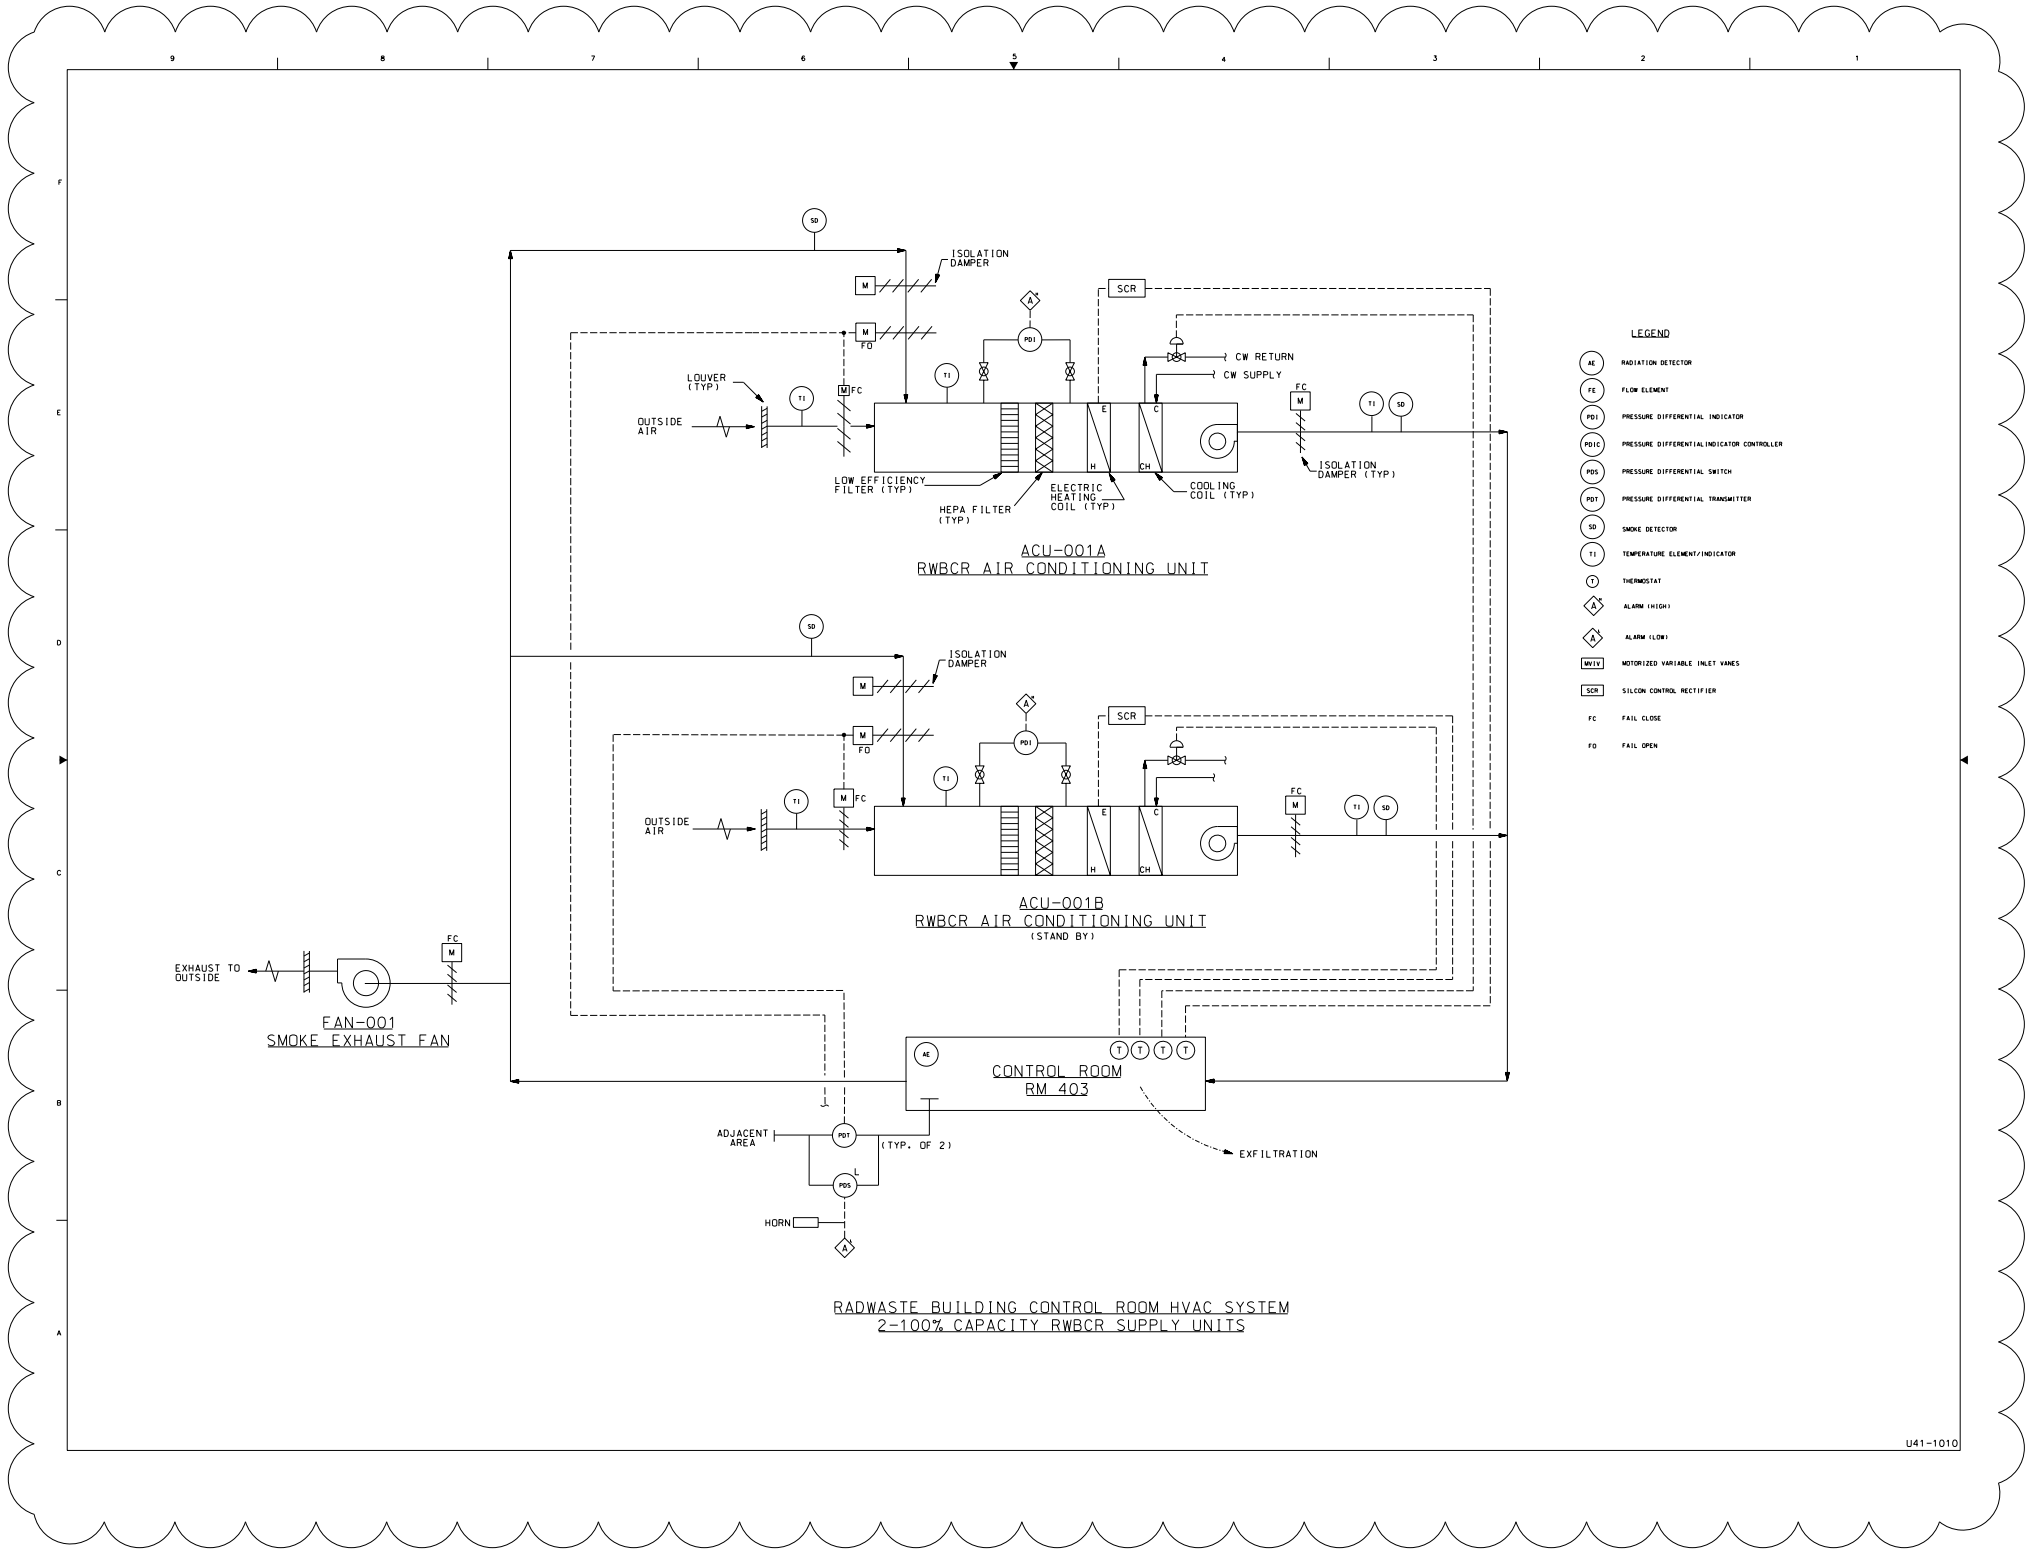 9 8 7 6 5 4 3 2 1
F
SD
ISOLATION
DAMPER
M
SCR
A H
M
FO
PDI
CW RETURN
CW SUPPLY
LOUVER
(TYP)
TI
M FC
TI
FC
M
TI
SD
E
OUTSIDE
AIR
E
H
C
CH
ISOLATION
DAMPER (TYP)
LOW EFFICIENCY
FILTER (TYP)
HEPA FILTER
(TYP)
ELECTRIC
HEATING
COIL (TYP)
COOLING
COIL (TYP)
ACU-001A
RWBCR AIR CONDITIONING UNIT
LEGEND
AE RADIATION DETECTOR
FE FLOW ELEMENT
PDI PRESSURE DIFFERENTIAL INDICATOR
PDIC PRESSURE DIFFERENTIALINDICATOR CONTROLLER
PDS PRESSURE DIFFERENTIAL SWITCH
PDT PRESSURE DIFFERENTIAL TRANSMITTER
SD SMOKE DETECTOR
TI TEMPERATURE ELEMENT/INDICATOR
T THERMOSTAT
A H ALARM (HIGH)
A L ALARM (LOW)
MVIV MOTORIZED VARIABLE INLET VANES
SCR SILCON CONTROL RECTIFIER
FC FAIL CLOSE
FO FAIL OPEN
D
SD
ISOLATION
DAMPER
M
A H
SCR
M
FO
PDI
TI
TI
M FC
FC
M
TI
SD
OUTSIDE
AIR
E
H
C
CH
C
ACU-001B
RWBCR AIR CONDITIONING UNIT
(STAND BY)
FC
M
EXHAUST TO
OUTSIDE
FAN-001
SMOKE EXHAUST FAN
AE
T T T T
CONTROL ROOM
RM 403
B
ADJACENT
AREA
PDT
(TYP. OF 2)
EXFILTRATION
L
PDS
HORN
A L
RADWASTE BUILDING CONTROL ROOM HVAC SYSTEM
2-100% CAPACITY RWBCR SUPPLY UNITS
A
U41-1010